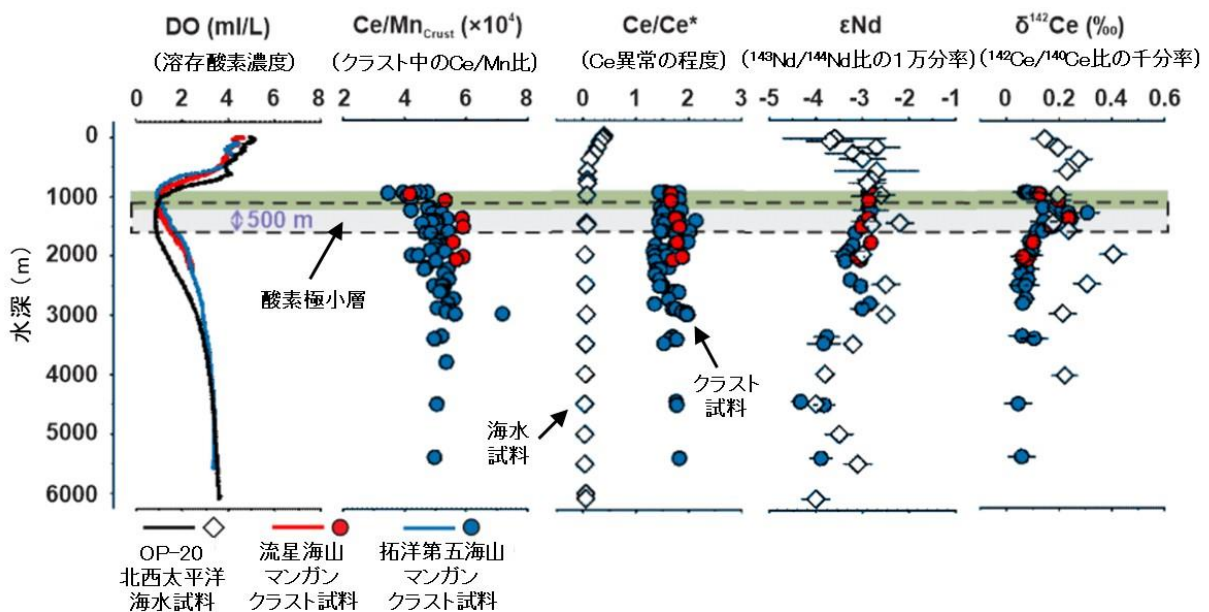 DO (ml/L) Ce/Mn Crust (×10⁴) Ce/Ce* εNd δ¹⁴²Ce (‰)
(溶存酸素濃度) (クラスト中のCe/Mn比) (Ce異常の程度) (¹⁴³Nd/¹⁴⁴Nd比の1万分率) (¹⁴²Ce/¹⁴⁰Ce比の千分率)
0 2 4 6 8 2 4 6 8 -1 0 1 2 3 -5 -4 -3 -2 -1 0 0.2 0.4 0.6
0
1000
500 m
2000
酸素極小層
水深(m)
3000
クラスト
試料
4000
海水
試料
5000
6000
OP-20
北西太平洋
海水試料
流星海山
マンガン
クラスト試料
拓洋第五海山
マンガン
クラスト試料